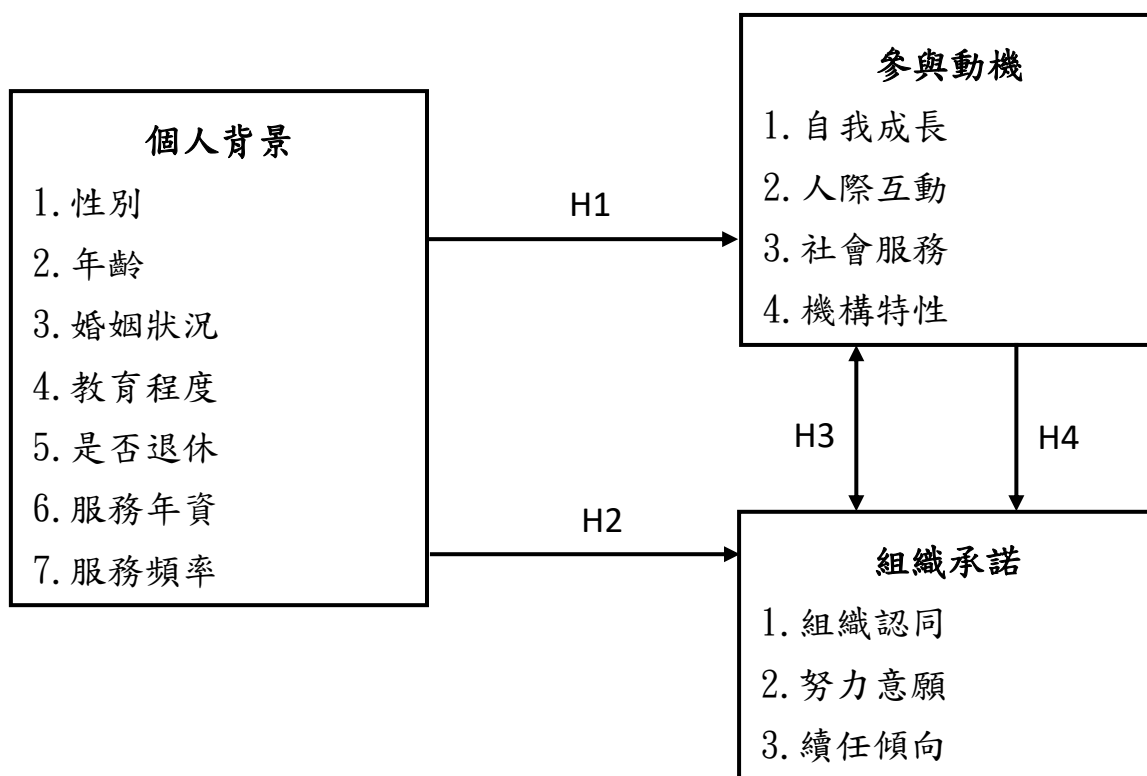 個人背景
1.性別
2.年齡
3.婚姻狀況
4.教育程度
5.是否退休
6.服務年資
7.服務頻率
H1
H2
參與動機
1.自我成長
2.人際互動
3.社會服務
4.機構特性
H3
H4
組織承諾
1.組織認同
2.努力意願
3.續任傾向